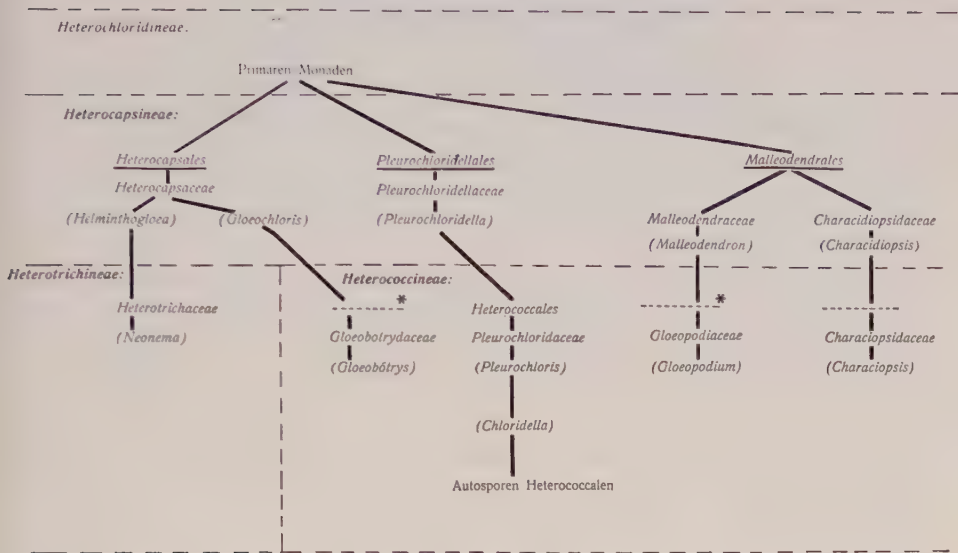 Heterochloridineae.
Primaren Monaden
Heterocapsineae:
Heterocapsales
Pleurochloridellales
Malleodendrales
Heterocapsaceae
Pleurochloridellaceae
(Helminthogloea)
(Gloeochloris)
(Pleurochloridella)
Malleodendraceae
Characidiopsidaceae
(Malleodendron)
(Characidiopsis)
Heterotrichineae:
Heterococcineae:
*
*
Heterotrichaceae
Heterococcales
(Neonema)
Gloeobotrydaceae
Pleurochloridaceae
Gloeopodiaceae
Characiopsidaceae
(Gloeobótrys)
(Pleurochloris)
(Gloeopodium)
(Characiopsis)
(Chloridella)
Autosporen Heterococcalen